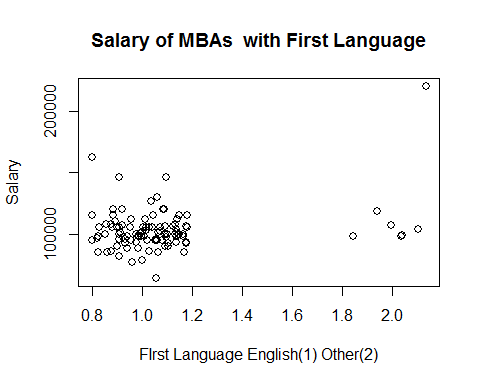 Salary of MBAs  with First Language
Salary
200000
100000
0.8 1.0 1.2 1.4 1.6 1.8 2.0
FIrst Language English(1) Other(2)